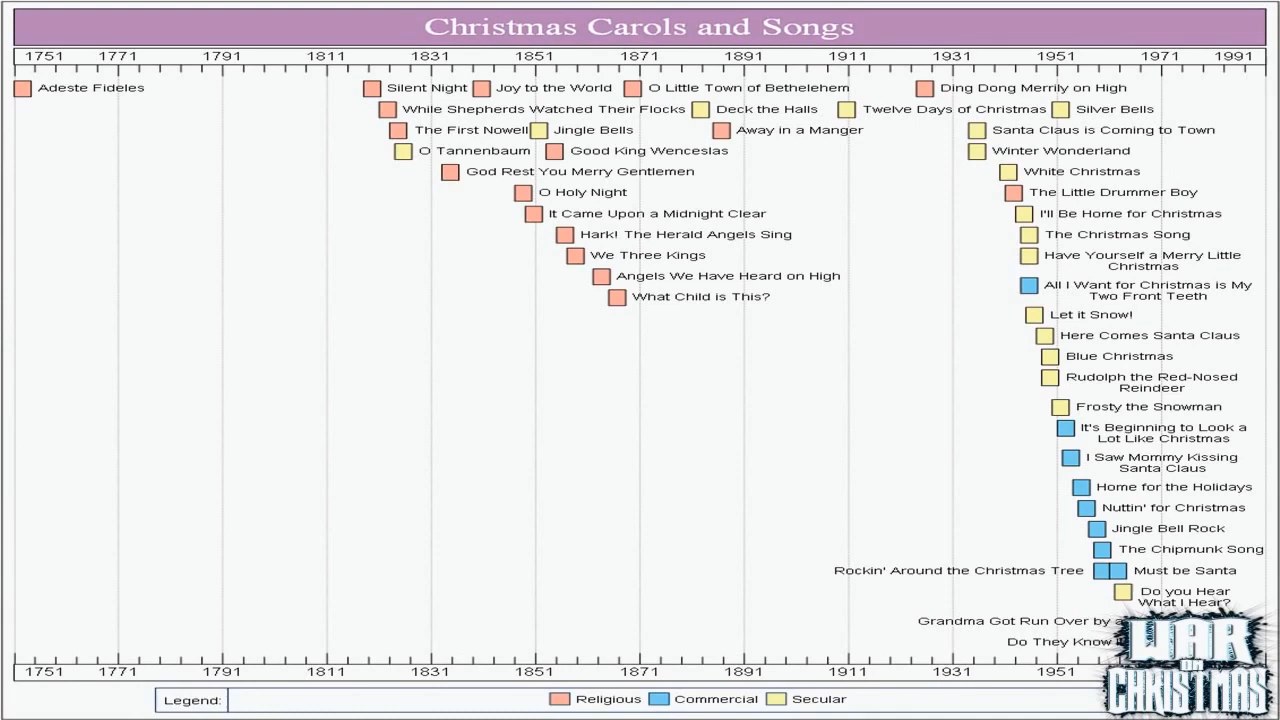 Christmas Carols and Songs
1751 1771 1791 1811 1831 1851 1871 1891 1911 1931 1951 1971 1991
Adeste Fideles Silent Night Joy to the World O Little Town of Bethelehem Ding Dong Merrily on High
While Shepherds Watched Their Flocks Deck the Halls Twelve Days of Christmas Silver Bells
The First Nowell Jingle Bells Away in a Manger Santa Claus is Coming to Town
O Tannenbaum Good King Wenceslas Winter Wonderland
God Rest You Merry Gentlemen White Christmas
O Holy Night The Little Drummer Boy
It Came Upon a Midnight Clear I'll Be Home for Christmas
Hark! The Herald Angels Sing The Christmas Song
We Three Kings Have Yourself a Merry Little
Christmas
Angels We Have Heard on High All I Want for Christmas is My
Two Front Teeth
What Child is This?
Let it Snow!
Here Comes Santa Claus
Blue Christmas
Rudolph the Red-Nosed
Reindeer
Frosty the Snowman
It's Beginning to Look a
Lot Like Christmas
I Saw Mommy Kissing
Santa Claus
Home for the Holidays
Nuttin' for Christmas
Jingle Bell Rock
The Chipmunk Song
Rockin' Around the Christmas Tree Must be Santa
Do you Hear
What I Hear?
Grandma Got Run Over by
Do They Know
1751 1771 1791 1811 1831 1851 1871 1891 1911 1931 1951
Legend: Religious Commercial Secular
WAR
ON
CHRISTMAS